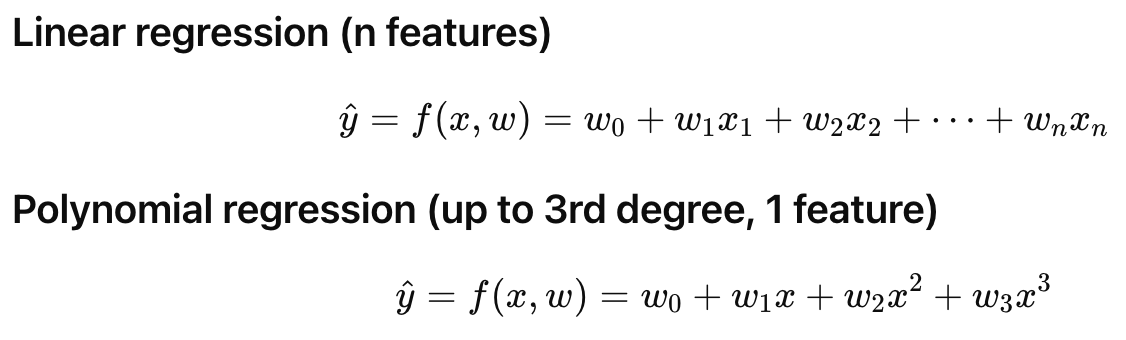 Linear regression (n features)
ŷ = f(x, w) = w₀ + w₁x₁ + w₂x₂ + ··· + wₙxₙ
Polynomial regression (up to 3rd degree, 1 feature)
ŷ = f(x, w) = w₀ + w₁x + w₂x² + w₃x³